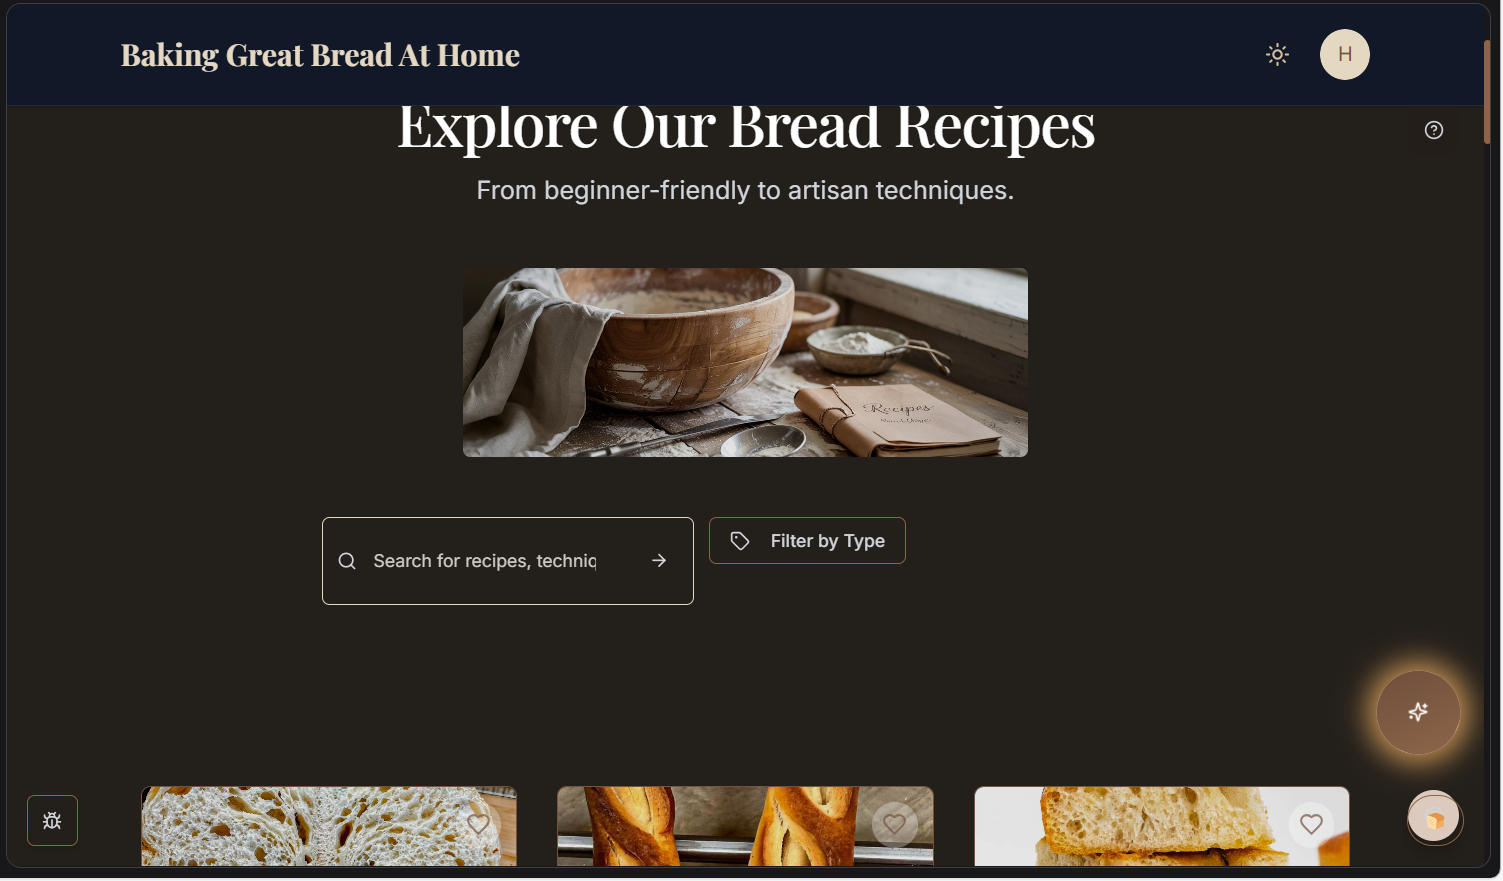 Baking Great Bread At Home
H
Explore Our Bread Recipes
From beginner-friendly to artisan techniques.
Recipes
Search for recipes, techniq
Filter by Type